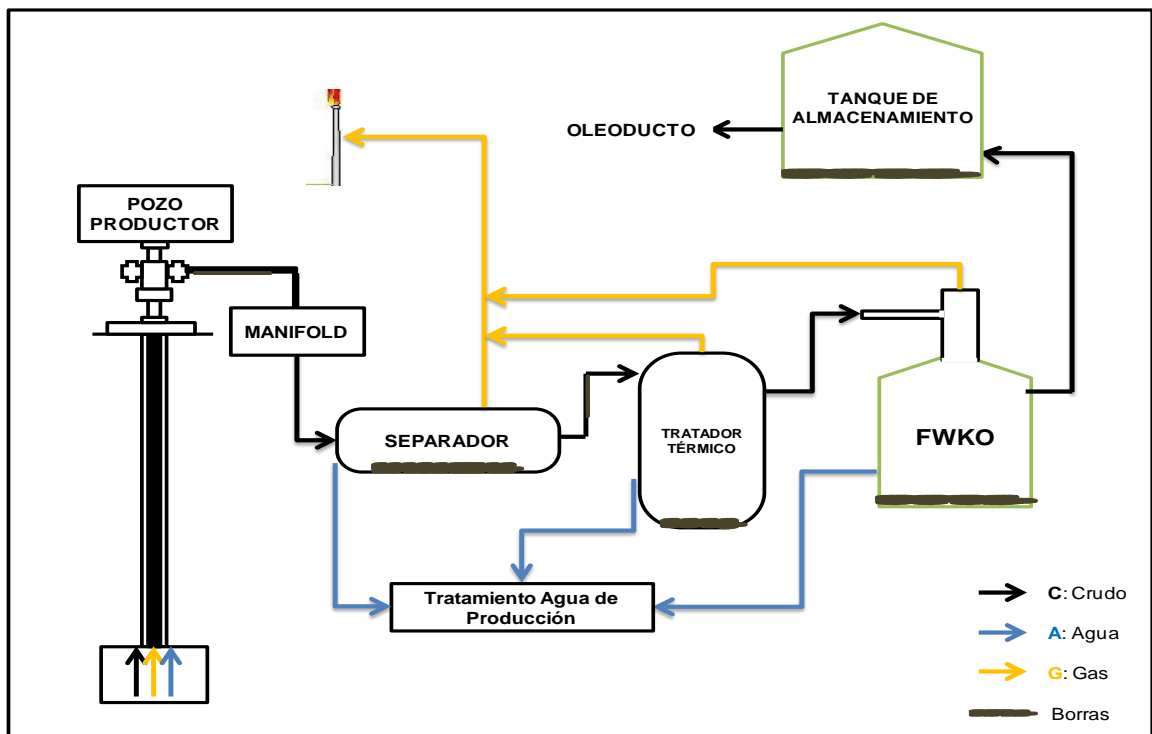 TANQUE DE
ALMACENAMIENTO
OLEODUCTO
POZO
PRODUCTOR
MANIFOLD
SEPARADOR
TRATADOR
TÉRMICO
FWKO
Tratamiento Agua de
Producción
C: Crudo
A: Agua
G: Gas
Borras